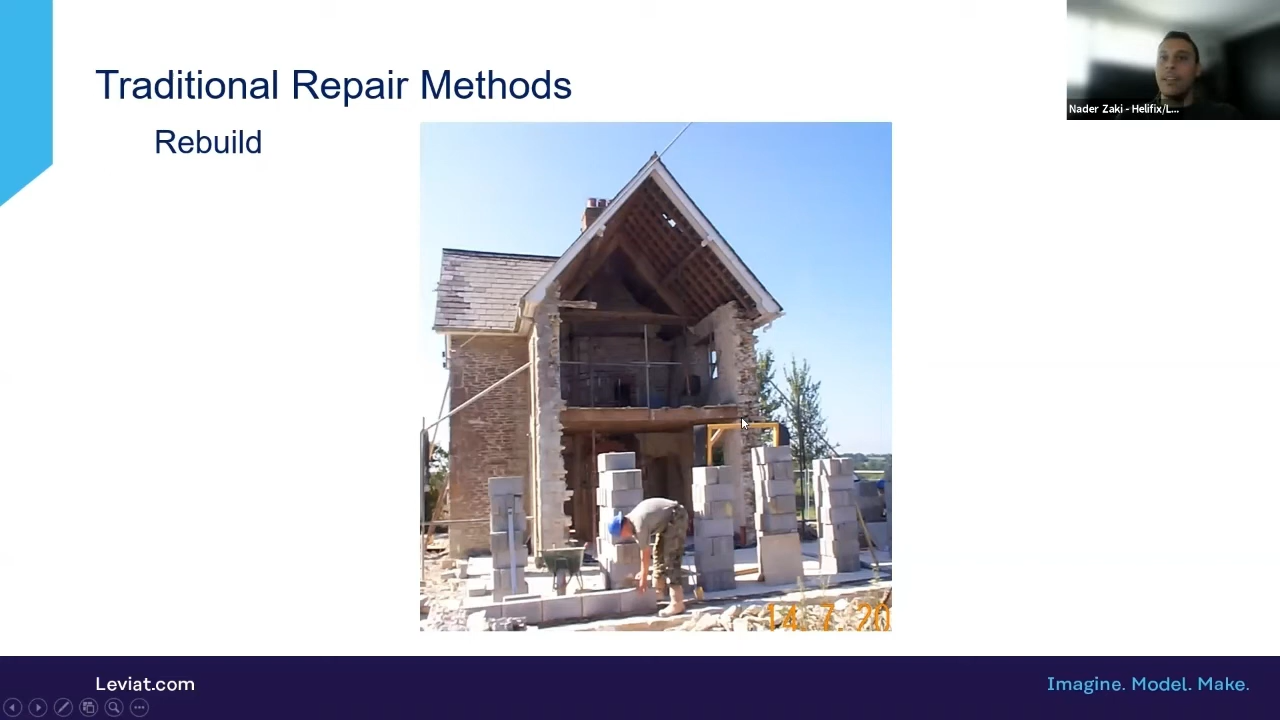 Traditional Repair Methods
Nader Zaki - Helifix/L...
Rebuild
14. 7. 20
Leviat.com
Imagine. Model. Make.